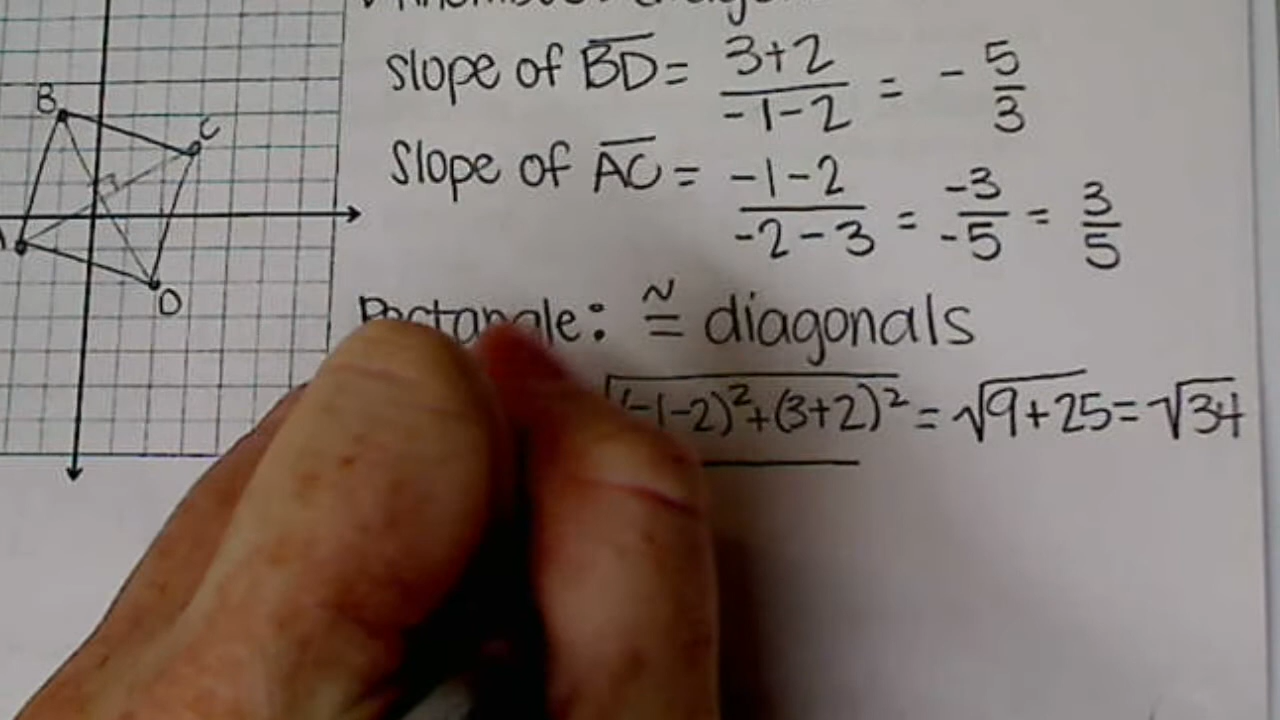 B
C
D
slope of BD = 3+2 / -1-2 = - 5/3
slope of AC = -1-2 / -2-3 = -3/-5 = 3/5
Rectangle: ≅ diagonals
√(-1-2)²+(3+2)² = √9+25 = √34